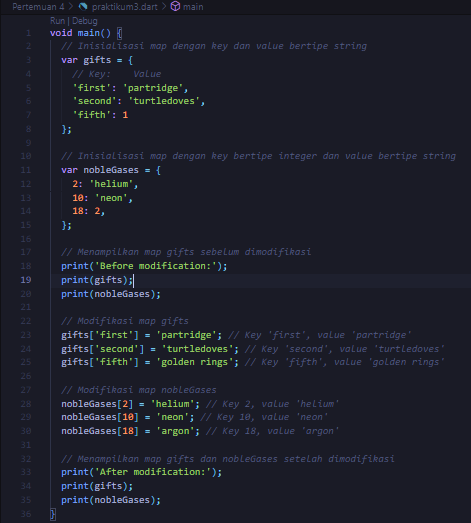 Pertemuan 4 > praktikum3.dart > main
Run | Debug
1 void main() {
2 // Inisialisasi map dengan key dan value bertipe string
3 var gifts = {
4 // Key:    Value
5 'first': 'partridge',
6 'second': 'turtledoves',
7 'fifth': 1
8 };
9
10 // Inisialisasi map dengan key bertipe integer dan value bertipe string
11 var nobleGases = {
12 2: 'helium',
13 10: 'neon',
14 18: 2,
15 };
16
17 // Menampilkan map gifts sebelum dimodifikasi
18 print('Before modification:');
19 print(gifts);
20 print(nobleGases);
21
22 // Modifikasi map gifts
23 gifts['first'] = 'partridge'; // Key 'first', value 'partridge'
24 gifts['second'] = 'turtledoves'; // Key 'second', value 'turtledoves'
25 gifts['fifth'] = 'golden rings'; // Key 'fifth', value 'golden rings'
26
27 // Modifikasi map nobleGases
28 nobleGases[2] = 'helium'; // Key 2, value 'helium'
29 nobleGases[10] = 'neon'; // Key 10, value 'neon'
30 nobleGases[18] = 'argon'; // Key 18, value 'argon'
31
32 // Menampilkan map gifts dan nobleGases setelah dimodifikasi
33 print('After modification:');
34 print(gifts);
35 print(nobleGases);
36 }